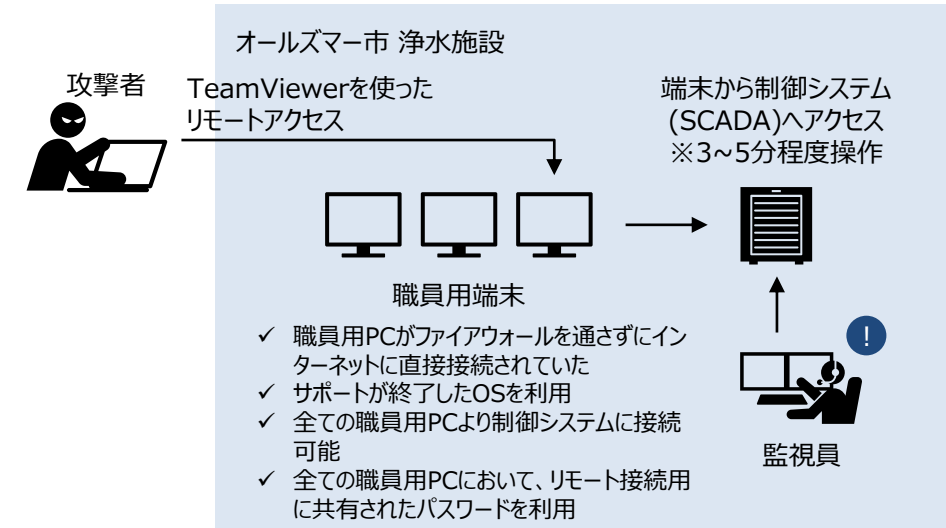 オールズマー市 浄水施設
攻撃者
TeamViewerを使った
リモートアクセス
端末から制御システム
(SCADA)へアクセス
※3~5分程度操作
職員用端末
✓ 職員用PCがファイアウォールを通さずにイン
ターネットに直接接続されていた
✓ サポートが終了したOSを利用
✓ 全ての職員用PCより制御システムに接続
可能
✓ 全ての職員用PCにおいて、リモート接続用
に共有されたパスワードを利用
!
監視員